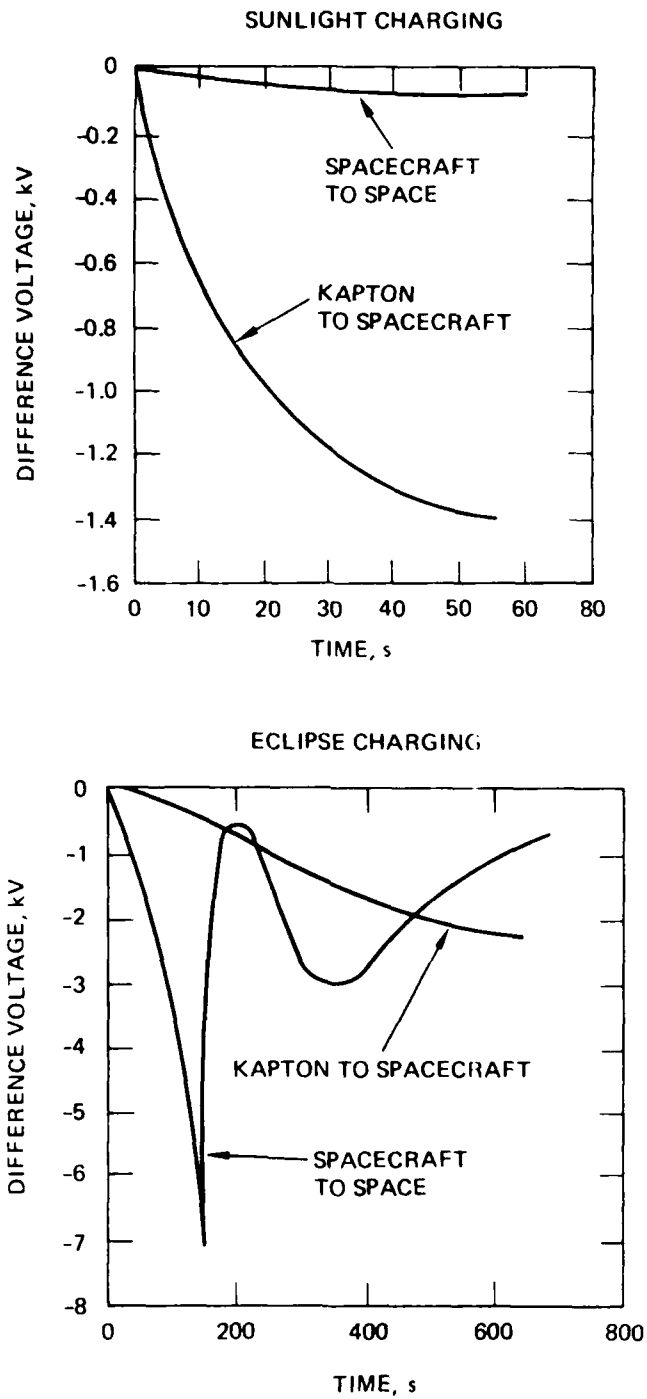 SUNLIGHT CHARGING
0
-0.2
-0.4
-0.6
-0.8
-1.0
-1.2
-1.4
-1.6
DIFFERENCE VOLTAGE, kV
SPACECRAFT
TO SPACE
KAPTON
TO SPACECRAFT
0 10 20 30 40 50 60 80
TIME, s
ECLIPSE CHARGING
0
-1
-2
-3
-4
-5
-6
-7
-8
DIFFERENCE VOLTAGE, kV
KAPTON TO SPACECRAFT
SPACECRAFT
TO SPACE
0 200 400 600 800
TIME, s